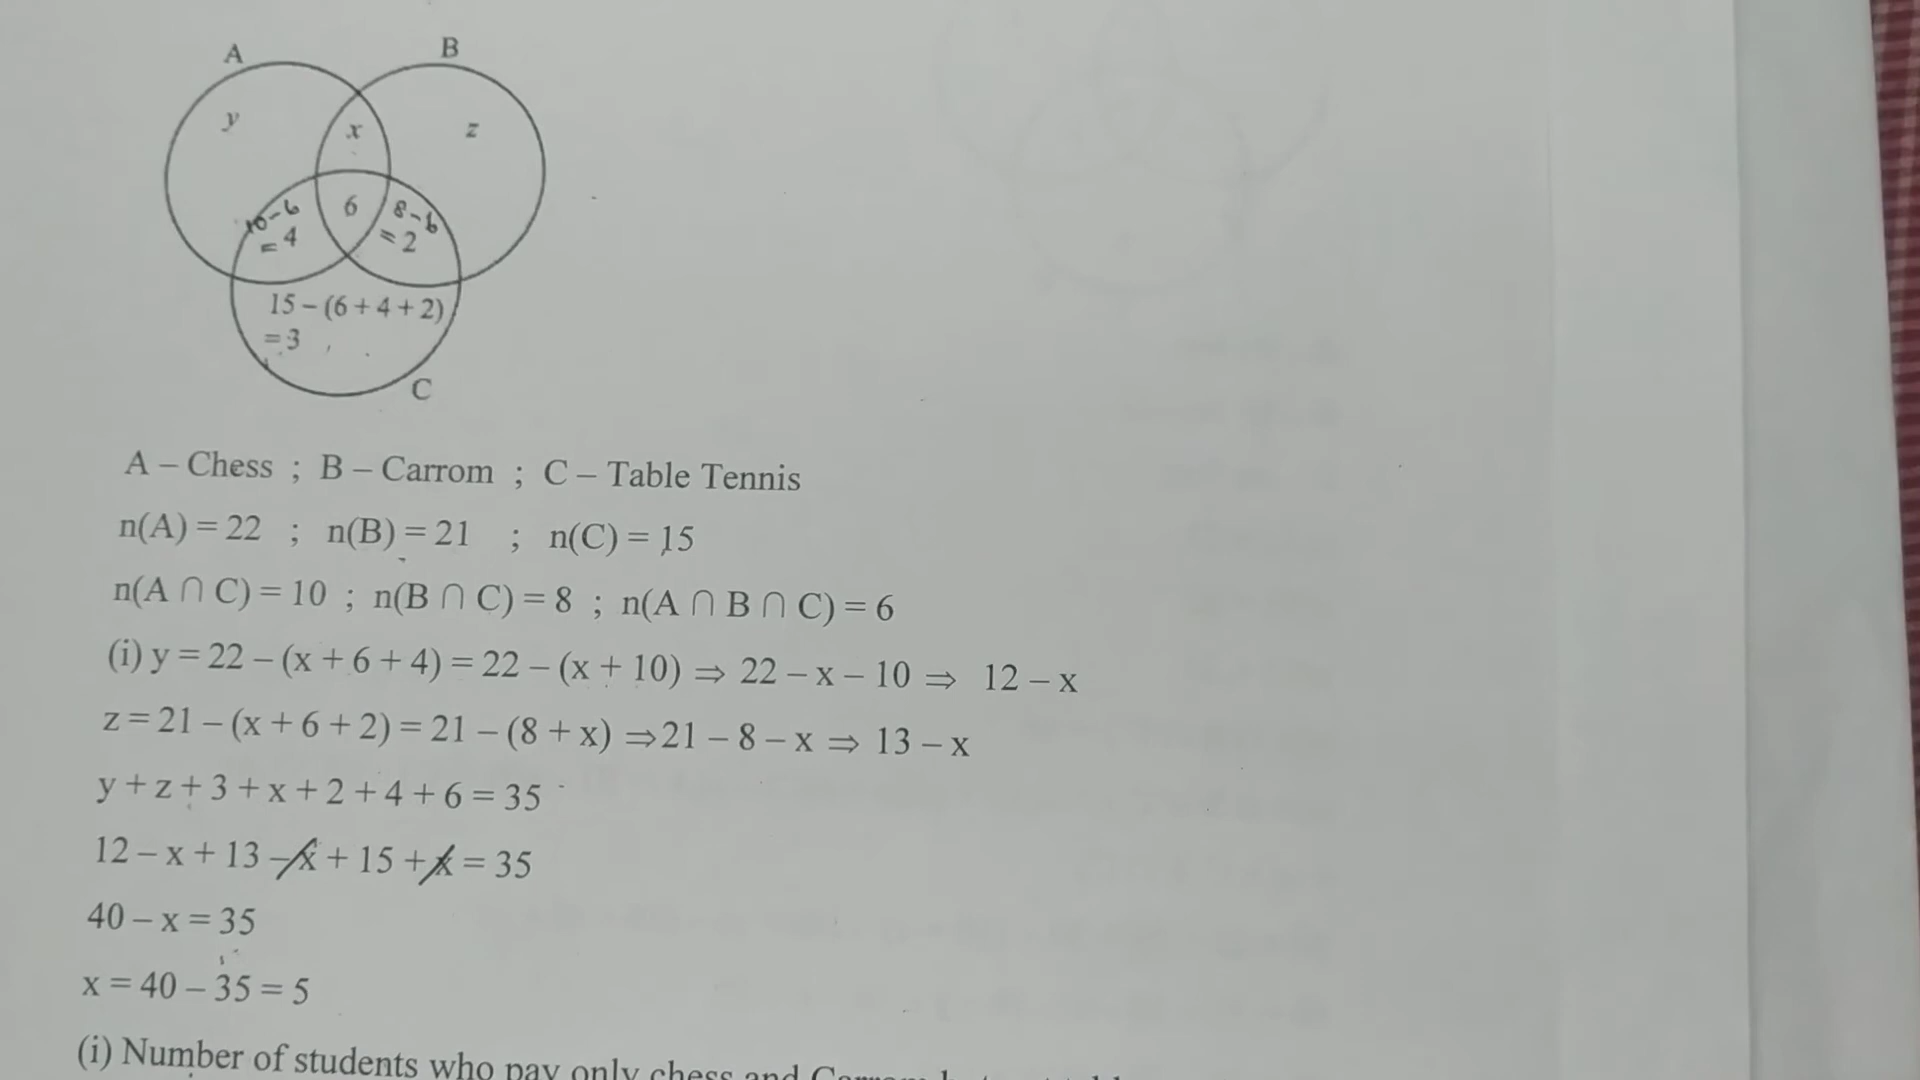 A B
y x z
10 – 6 6 8 – 6
= 4 = 2
15 – (6 + 4 + 2)
= 3
C
A – Chess ; B – Carrom ; C – Table Tennis
n(A) = 22 ; n(B) = 21 ; n(C) = 15
n(A ∩ C) = 10 ; n(B ∩ C) = 8 ; n(A ∩ B ∩ C) = 6
(i) y = 22 – (x + 6 + 4) = 22 – (x + 10) ⇒ 22 – x – 10 ⇒ 12 – x
z = 21 – (x + 6 + 2) = 21 – (8 + x) ⇒ 21 – 8 – x ⇒ 13 – x
y + z + 3 + x + 2 + 4 + 6 = 35
12 – x + 13 – x + 15 + x = 35
40 – x = 35
x = 40 – 35 = 5
(i) Number of students who pay only chess and Carrom